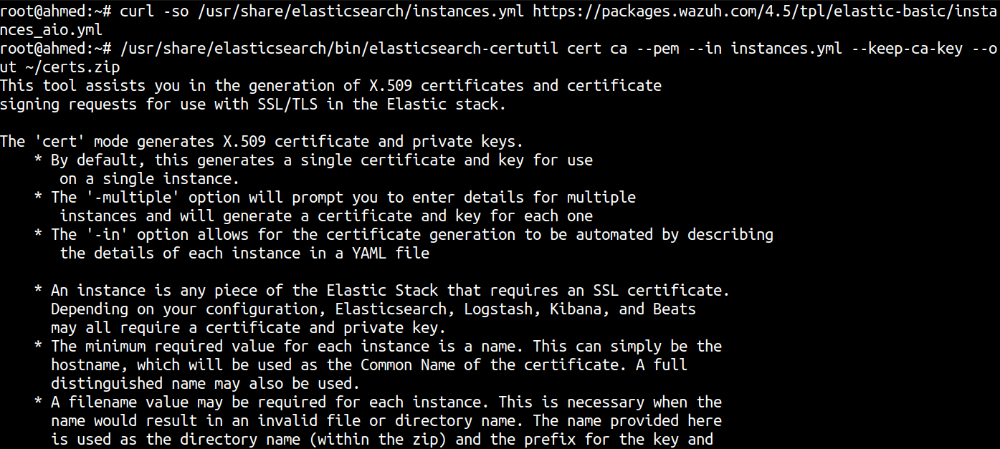 root@ahmed:~# curl -so /usr/share/elasticsearch/instances.yml https://packages.wazuh.com/4.5/tpl/elastic-basic/insta
nces_aio.yml
root@ahmed:~# /usr/share/elasticsearch/bin/elasticsearch-certutil cert ca --pem --in instances.yml --keep-ca-key --o
ut ~/certs.zip
This tool assists you in the generation of X.509 certificates and certificate
signing requests for use with SSL/TLS in the Elastic stack.
The 'cert' mode generates X.509 certificate and private keys.
* By default, this generates a single certificate and key for use
on a single instance.
* The '-multiple' option will prompt you to enter details for multiple
instances and will generate a certificate and key for each one
* The '-in' option allows for the certificate generation to be automated by describing
the details of each instance in a YAML file
* An instance is any piece of the Elastic Stack that requires an SSL certificate.
Depending on your configuration, Elasticsearch, Logstash, Kibana, and Beats
may all require a certificate and private key.
* The minimum required value for each instance is a name. This can simply be the
hostname, which will be used as the Common Name of the certificate. A full
distinguished name may also be used.
* A filename value may be required for each instance. This is necessary when the
name would result in an invalid file or directory name. The name provided here
is used as the directory name (within the zip) and the prefix for the key and